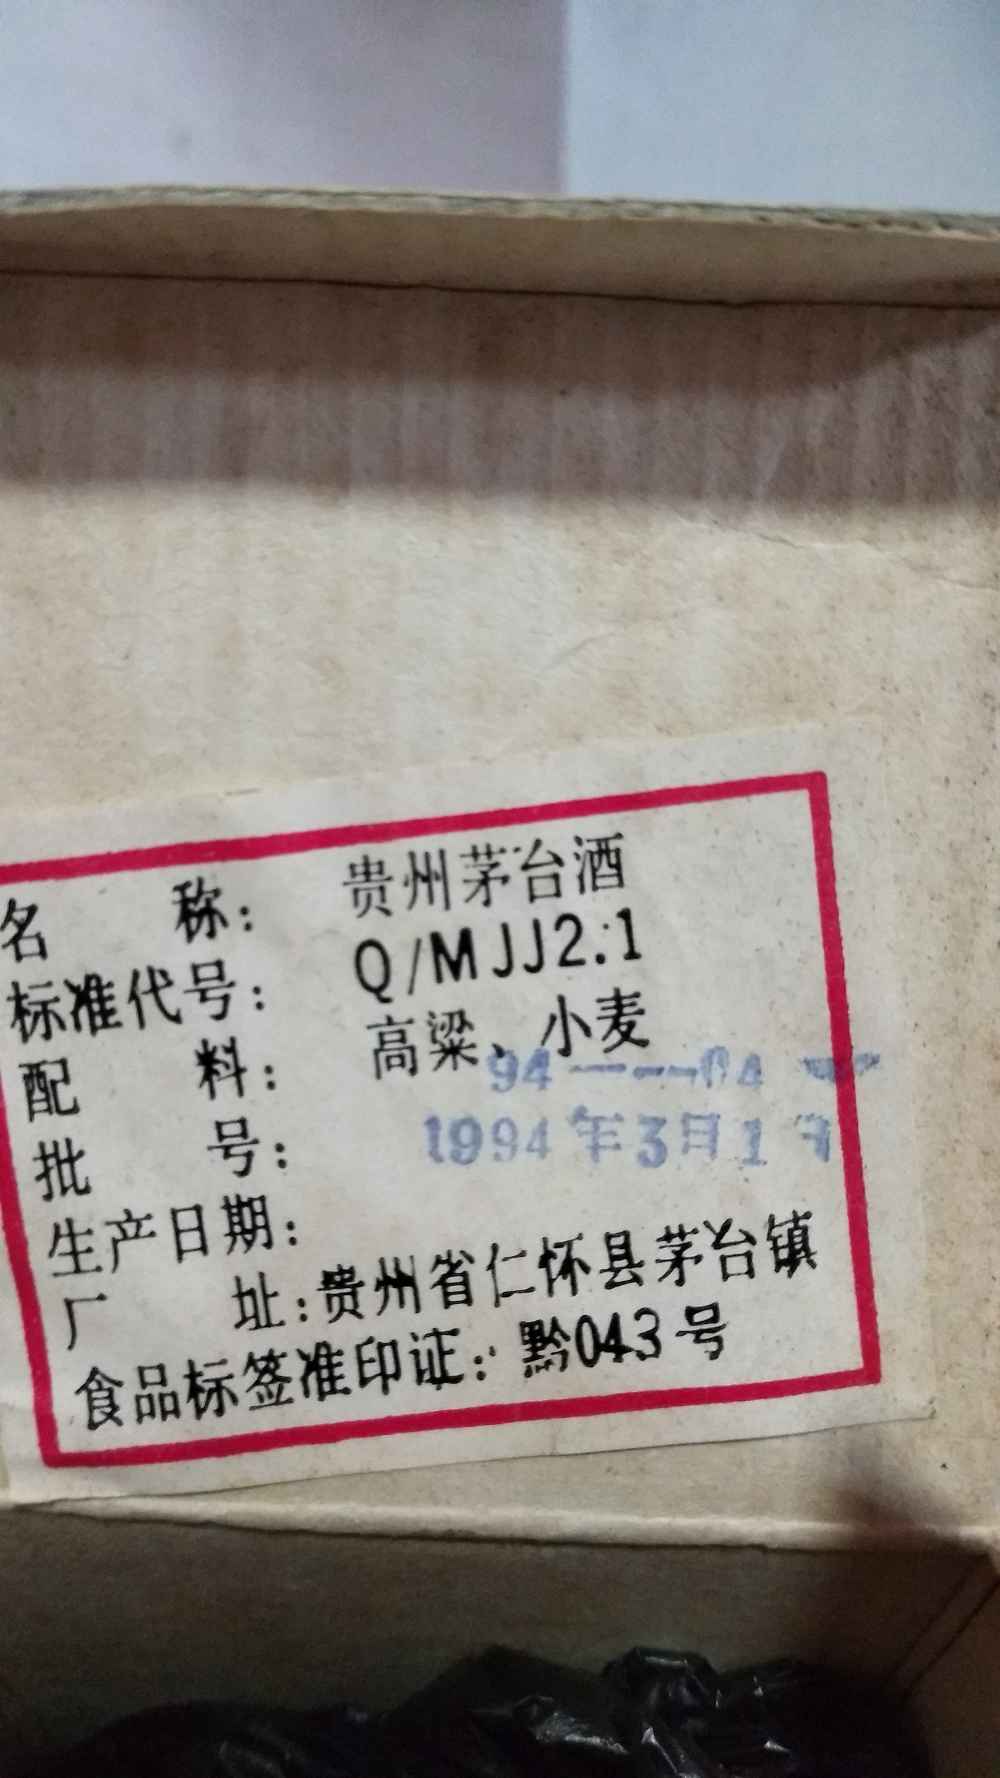 名 称: 贵州茅台酒
标准代号: Q/MJJ2.1
配 料: 高粱、小麦
批 号: 94----04
生产日期: 1994年3月1
厂 址:贵州省仁怀县茅台镇
食品标签准印证: 黔043号